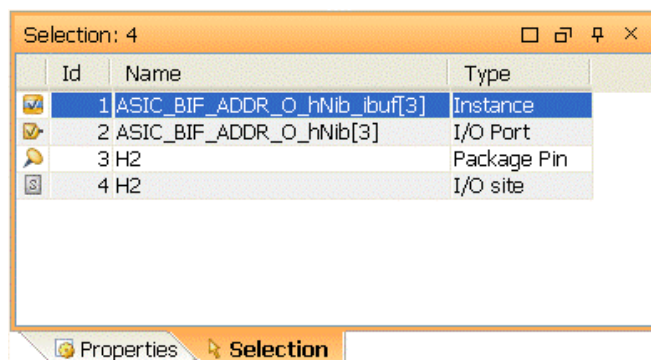 Selection: 4
Id Name Type
1 ASIC_BIF_ADDR_O_hNib_ibuf[3] Instance
2 ASIC_BIF_ADDR_O_hNib[3] I/O Port
3 H2 Package Pin
S 4 H2 I/O site
Properties Selection